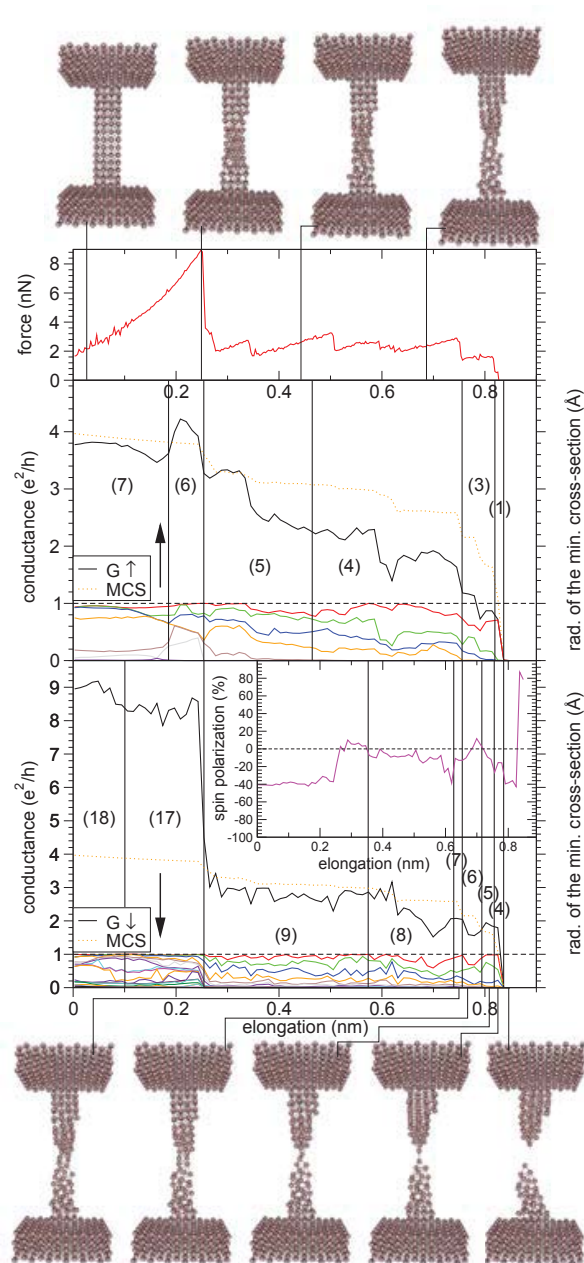 8
6
4
2
0
force (nN)
0.2 0.4 0.6 0.8
4
3
2
1
0
conductance (e²/h)
rad. of the min. cross-section (Å)
(7)
(6)
(5)
(4)
(3)
(1)
G ↑
MCS
9
8
7
6
5
4
3
2
1
0
conductance (e²/h)
rad. of the min. cross-section (Å)
80
60
40
20
0
-20
-40
-60
-80
-100
spin polarization (%)
0 0.2 0.4 0.6 0.8
elongation (nm)
(18)
(17)
(9)
(8)
(7)
(6)
(5)
(4)
G ↓
MCS
0 0.2 0.4 0.6 0.8
elongation (nm)